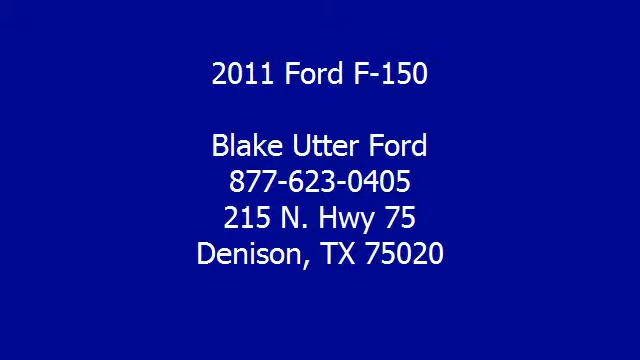 2011 Ford F-150
Blake Utter Ford
877-623-0405
215 N. Hwy 75
Denison, TX 75020